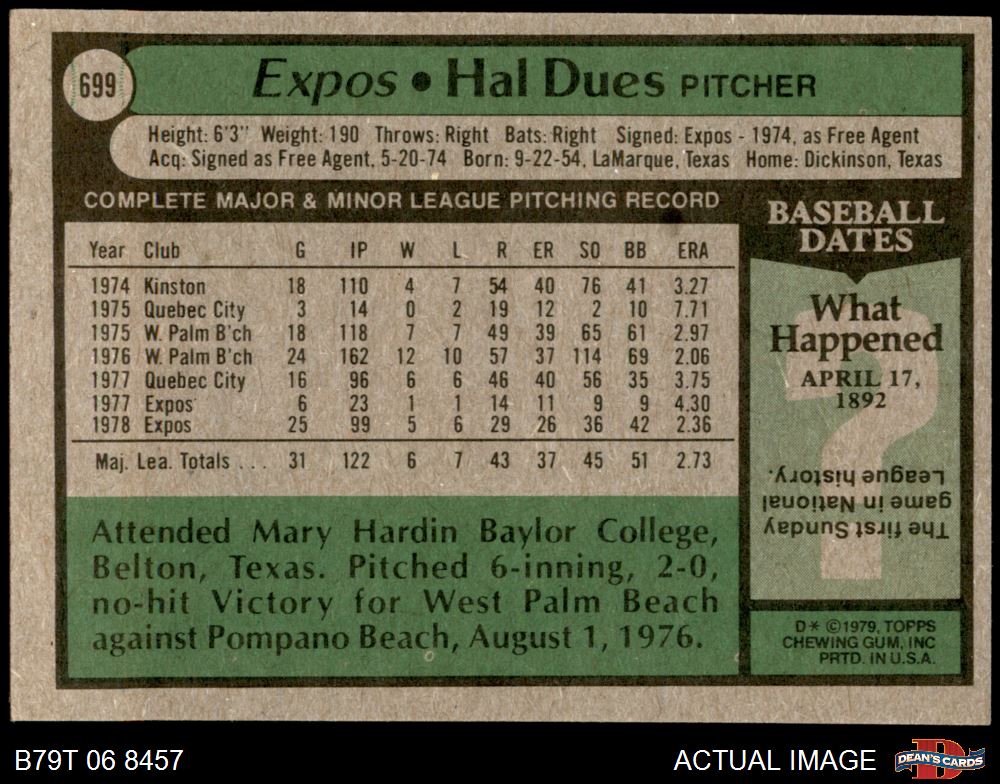 699
Expos • Hal Dues PITCHER
Height: 6'3" Weight: 190 Throws: Right Bats: Right Signed: Expos - 1974, as Free Agent
Acq: Signed as Free Agent, 5-20-74 Born: 9-22-54, LaMarque, Texas Home: Dickinson, Texas
COMPLETE MAJOR & MINOR LEAGUE PITCHING RECORD
Year Club G IP W L R ER SO BB ERA
1974 Kinston 18 110 4 7 54 40 76 41 3.27
1975 Quebec City 3 14 0 2 19 12 2 10 7.71
1975 W. Palm B'ch 18 118 7 7 49 39 65 61 2.97
1976 W. Palm B'ch 24 162 12 10 57 37 114 69 2.06
1977 Quebec City 16 96 6 6 46 40 56 35 3.75
1977 Expos 6 23 1 1 14 11 9 9 4.30
1978 Expos 25 99 5 6 29 26 36 42 2.36
Maj. Lea. Totals . . . 31 122 6 7 43 37 45 51 2.73
Attended Mary Hardin Baylor College,
Belton, Texas. Pitched 6-inning, 2-0,
no-hit Victory for West Palm Beach
against Pompano Beach, August 1, 1976.
BASEBALL
DATES
What
Happened
APRIL 17,
1892
?
The first Sunday
game in National
League history.
D* ©1979, TOPPS
CHEWING GUM, INC
PRTD. IN U.S.A.
B79T 06 8457
ACTUAL IMAGE
D
DEAN'S CARDS